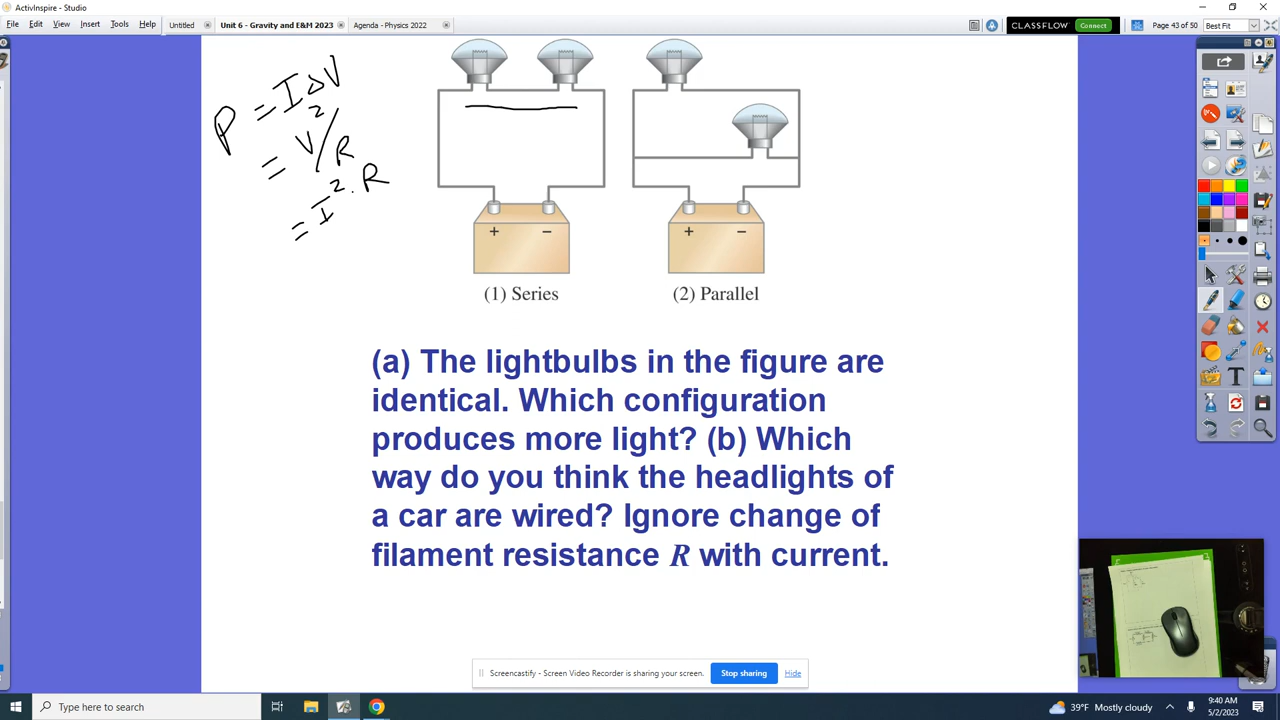 ActivInspire - Studio
File Edit View Insert Tools Help
Untitled
Unit 6 - Gravity and E&M 2023
Agenda - Physics 2022
CLASSFLOW
Connect
Page 43 of 50
Best Fit
P = I ΔV
= V²/R
= I². R
+ −
+ −
(1) Series
(2) Parallel
(a) The lightbulbs in the figure are
identical. Which configuration
produces more light? (b) Which
way do you think the headlights of
a car are wired? Ignore change of
filament resistance R with current.
T
Screencastify - Screen Video Recorder is sharing your screen.
Stop sharing
Hide
Type here to search
39°F Mostly cloudy
9:40 AM
5/2/2023